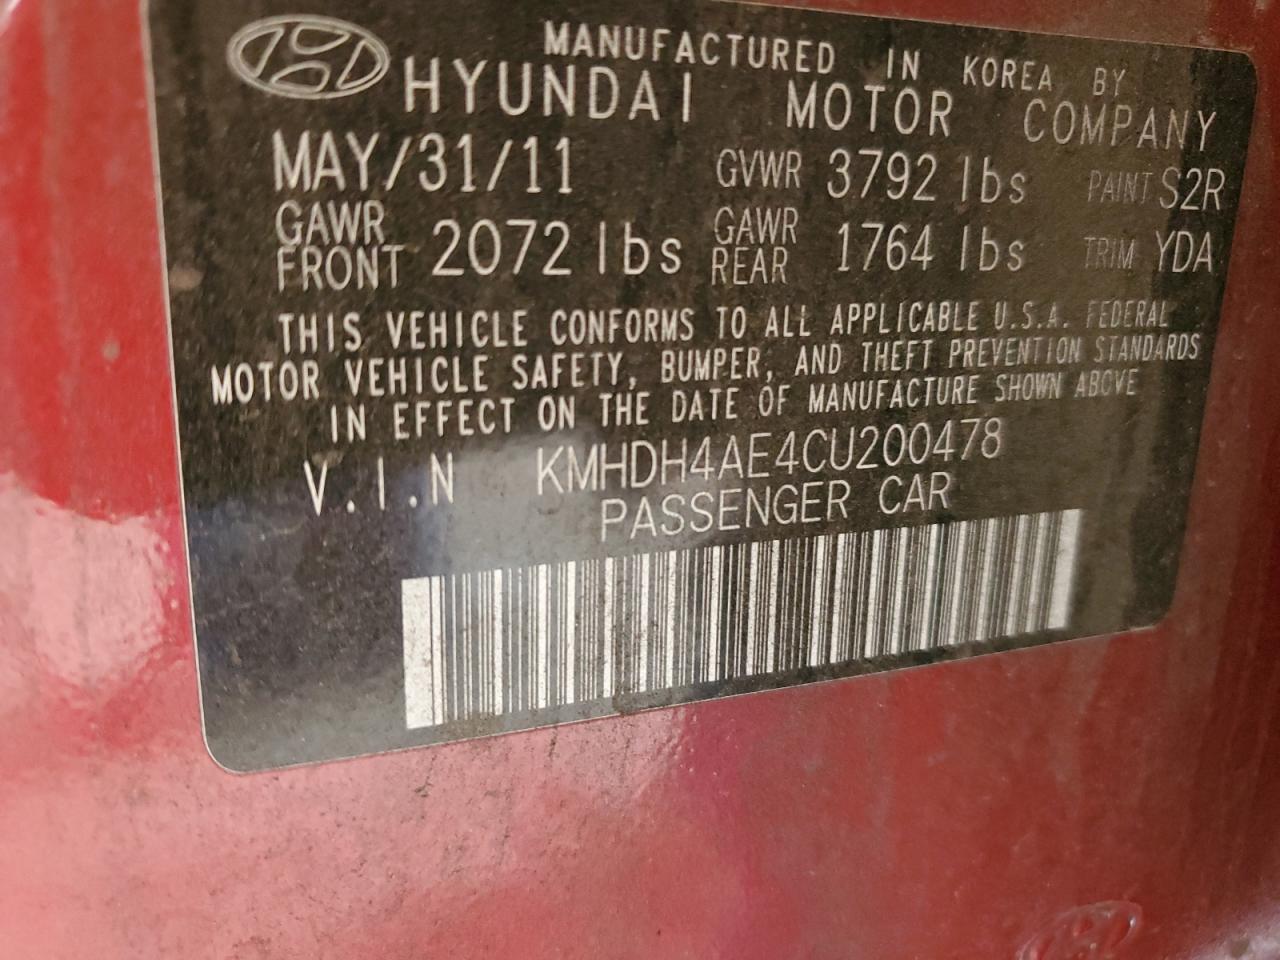 MANUFACTURED IN KOREA BY
HYUNDAI MOTOR COMPANY
MAY/31/11 GVWR 3792 lbs PAINT S2R
GAWR FRONT 2072 lbs GAWR REAR 1764 lbs TRIM YDA
THIS VEHICLE CONFORMS TO ALL APPLICABLE U.S.A. FEDERAL
MOTOR VEHICLE SAFETY, BUMPER, AND THEFT PREVENTION STANDARDS
IN EFFECT ON THE DATE OF MANUFACTURE SHOWN ABOVE
V.I.N KMHDH4AE4CU200478
PASSENGER CAR